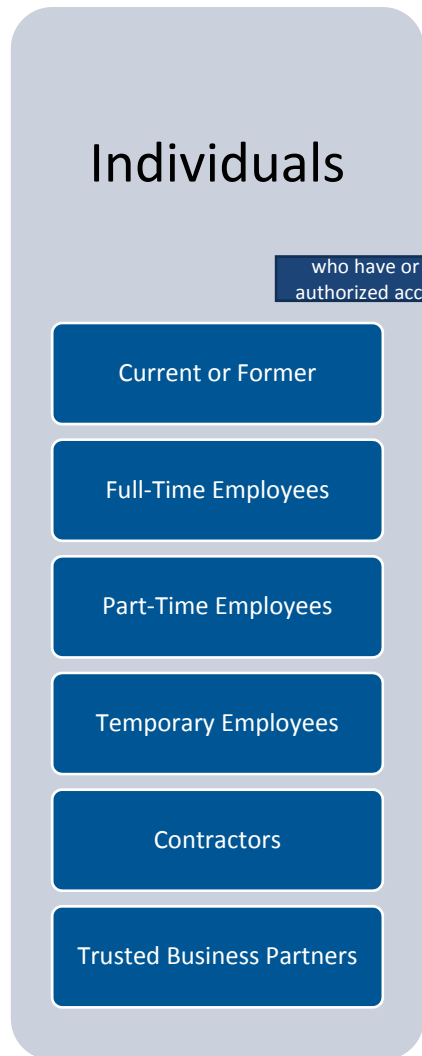 Individuals
who have or
authorized
Current or Former
Full-Time Employees
Part-Time Employees
Temporary Employees
Contractors
Trusted Business Partners